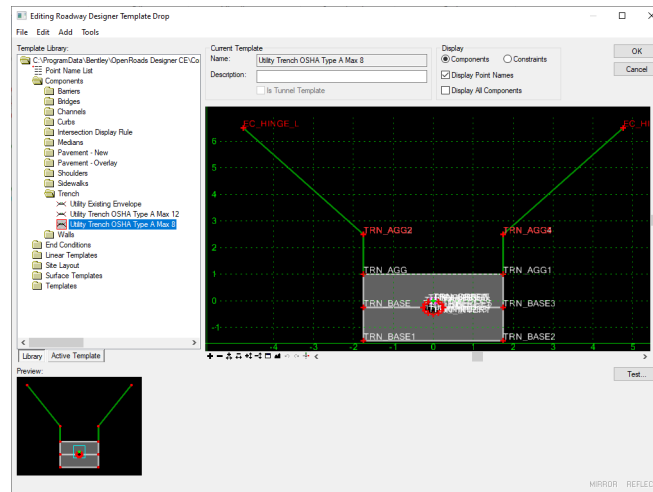 Editing Roadway Designer Template Drop
File Edit Add Tools
Template Library:
C:\ProgramData\Bentley\OpenRoads Designer CE\Co
Point Name List
Components
Barriers
Bridges
Channels
Curbs
Intersection Display Rule
Medians
Pavement - New
Pavement - Overlay
Shoulders
Sidewalks
Trench
Utility Existing Envelope
Utility Trench OSHA Type A Max 12
Utility Trench OSHA Type A Max 8
Walls
End Conditions
Linear Templates
Site Layout
Surface Templates
Templates
Library Active Template
Current Template
Name: Utility Trench OSHA Type A Max 8
Description:
Is Tunnel Template
Display
Components Constraints
Display Point Names
Display All Components
OK
Cancel
EC_HINGE_L EC_HI
6
5
4
3
TRN_AGG2 TRN_AGG4
2
1 TRN_AGG TRN_AGG1
0 TRN_BASE TRN_BASE3
-1
TRN_BASE1 TRN_BASE2
-4 -3 -2 -1 0 1 2 3 4 5
Test...
Preview:
MIRROR REFLEC